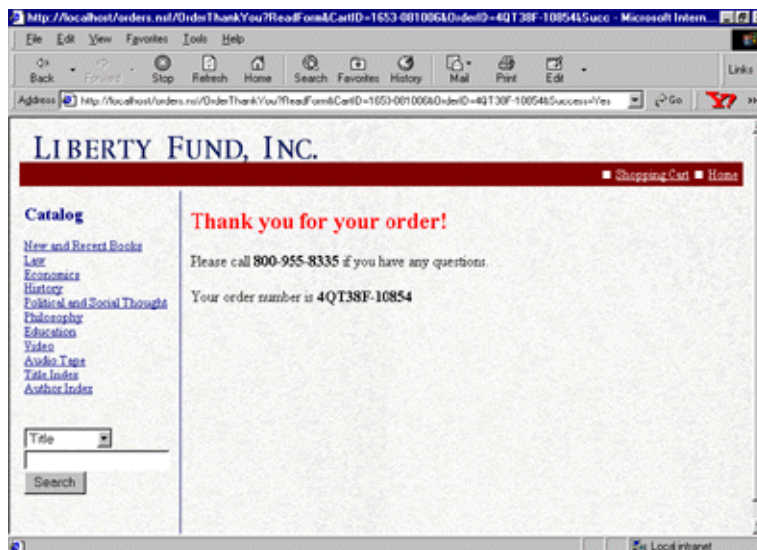 http://localhost/orders.nsf/OrderThankYou?ReadForm&CartID=1653-081006&OrderID=4QT38F-10854&Succ - Microsoft Intern...
File Edit View Favorites Tools Help
Back Forward Stop Refresh Home Search Favorites History Mail Print Edit Links
Address http://localhost/orders.nsf/OrderThankYou?ReadForm&CartID=1653-081006&OrderID=4QT38F-10854&Success=Yes Go
LIBERTY FUND, INC.
Shopping Cart Home
Catalog
New and Recent Books
Law
Economics
History
Political and Social Thought
Philosophy
Education
Video
Audio Tape
Title Index
Author Index
Title
Search
Thank you for your order!
Please call 800-955-8335 if you have any questions.
Your order number is 4QT38F-10854
Local intranet